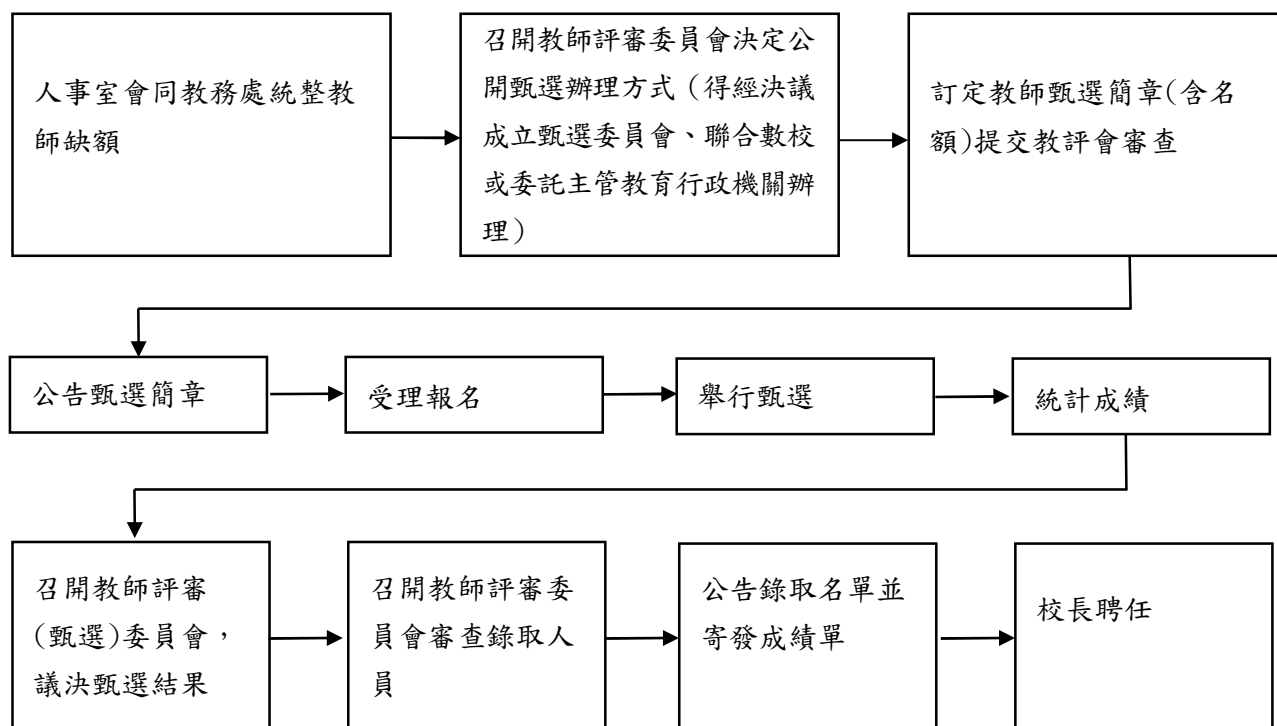 人事室會同教務處統整教
師缺額
召開教師評審委員會決定公
開甄選辦理方式（得經決議
成立甄選委員會、聯合數校
或委託主管教育行政機關辦
理）
訂定教師甄選簡章(含名
額)提交教評會審查
公告甄選簡章
受理報名
舉行甄選
統計成績
召開教師評審
(甄選)委員會，
議決甄選結果
召開教師評審委
員會審查錄取人
員
公告錄取名單並
寄發成績單
校長聘任